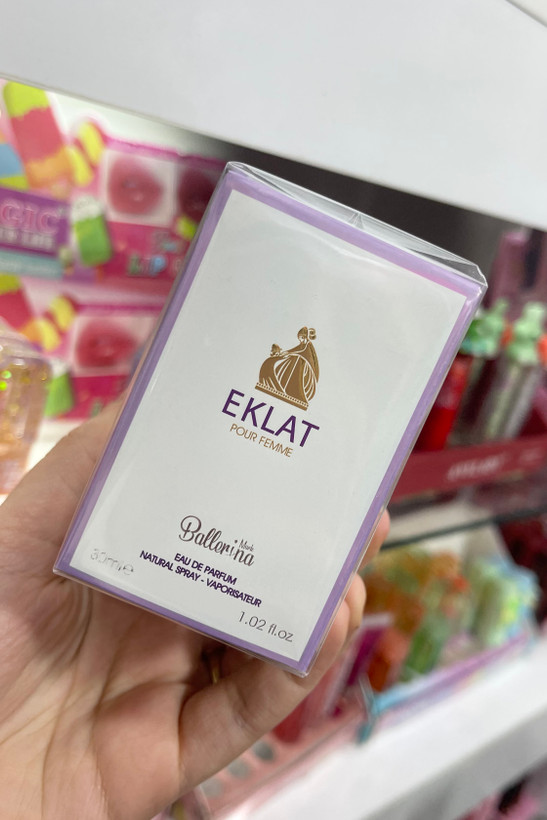 EKLAT
POUR FEMME
Ballerina
Mark
EAU DE PARFUM
NATURAL SPRAY - VAPORISATEUR
30ml e
1.02 fl.oz